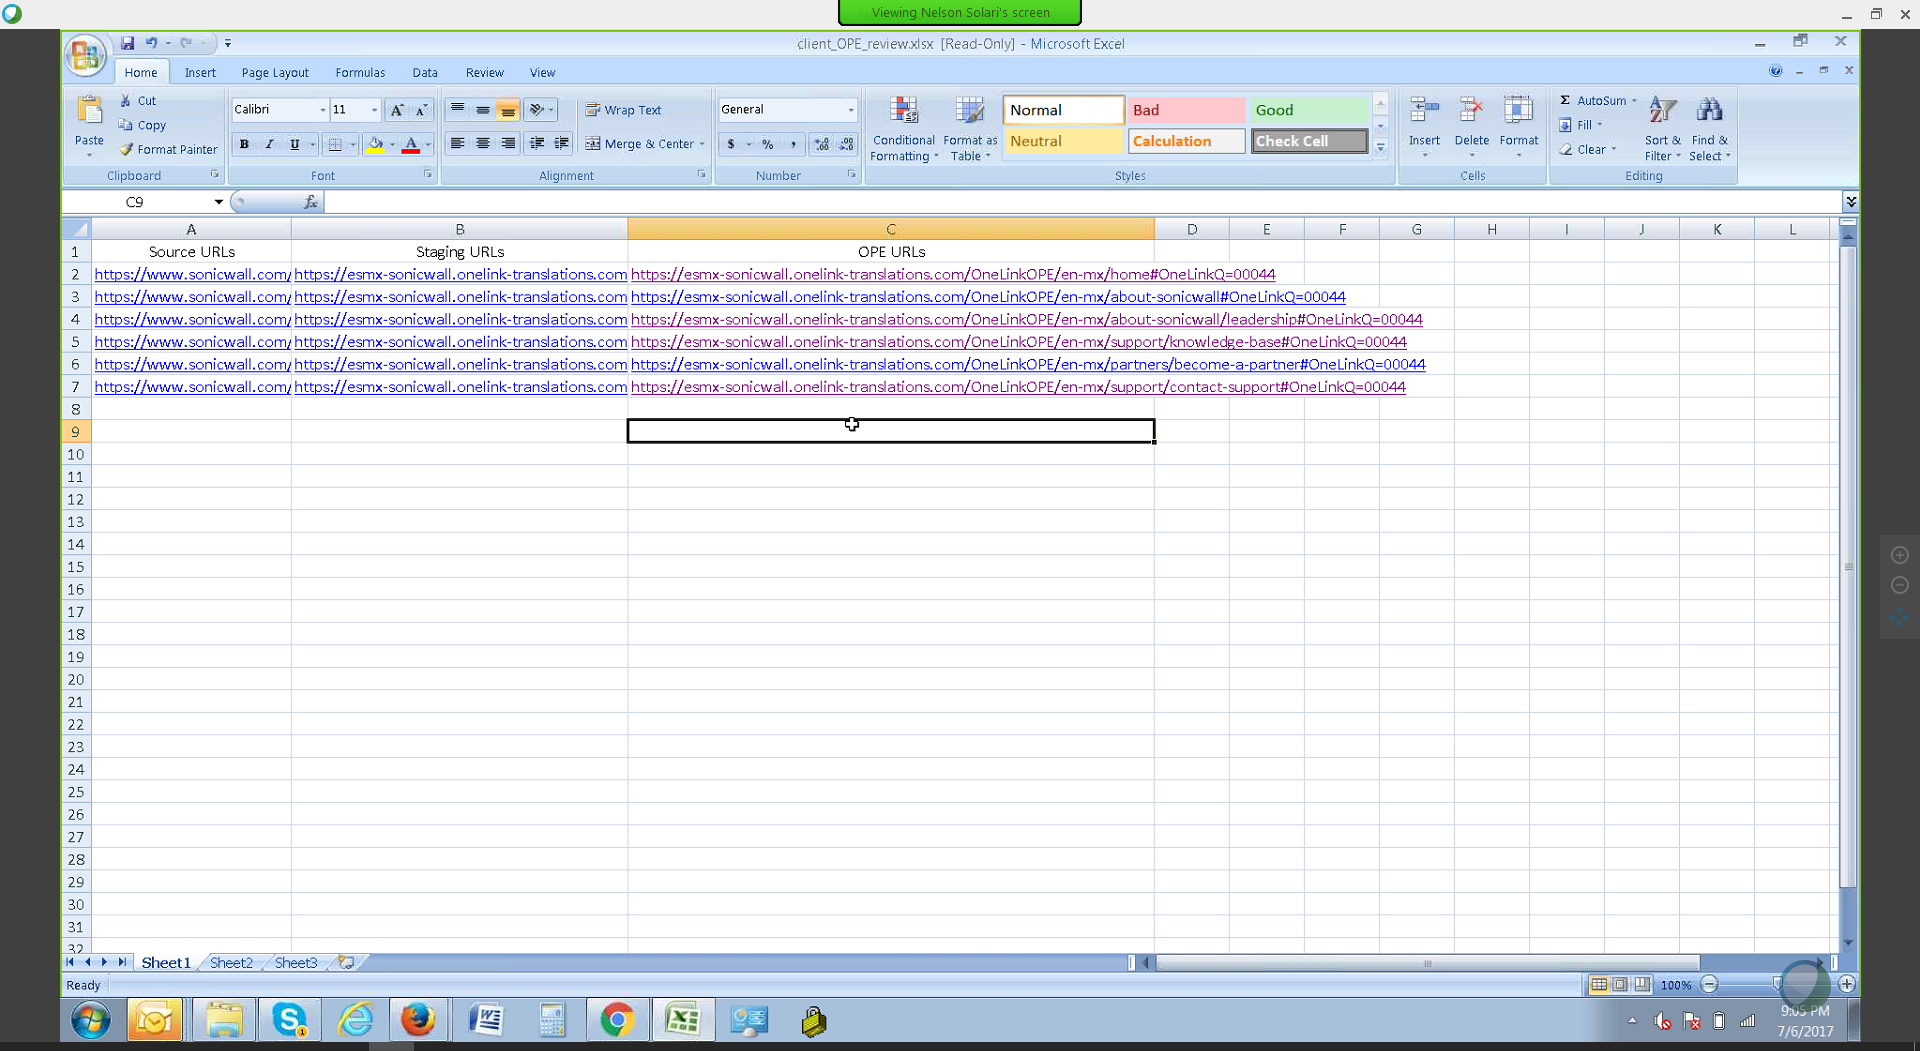 Viewing Nelson Solari's screen
client_OPE_review.xlsx [Read-Only] - Microsoft Excel
Home Insert Page Layout Formulas Data Review View
Paste
Cut
Copy
Format Painter
Clipboard
Calibri 11
B I U
Font
Wrap Text
Merge & Center
Alignment
General
$ % ,
Number
Conditional Formatting
Format as Table
Normal Bad Good
Neutral Calculation Check Cell
Styles
Insert Delete Format
Cells
Σ AutoSum
Fill
Clear
Sort & Filter
Find & Select
Editing
C9 fx
A B C D E F G H I J K L
1 Source URLs Staging URLs OPE URLs
2 https://www.sonicwall.com/ https://esmx-sonicwall.onelink-translations.com https://esmx-sonicwall.onelink-translations.com/OneLinkOPE/en-mx/home#OneLinkQ=00044
3 https://www.sonicwall.com/ https://esmx-sonicwall.onelink-translations.com https://esmx-sonicwall.onelink-translations.com/OneLinkOPE/en-mx/about-sonicwall#OneLinkQ=00044
4 https://www.sonicwall.com/ https://esmx-sonicwall.onelink-translations.com https://esmx-sonicwall.onelink-translations.com/OneLinkOPE/en-mx/about-sonicwall/leadership#OneLinkQ=00044
5 https://www.sonicwall.com/ https://esmx-sonicwall.onelink-translations.com https://esmx-sonicwall.onelink-translations.com/OneLinkOPE/en-mx/support/knowledge-base#OneLinkQ=00044
6 https://www.sonicwall.com/ https://esmx-sonicwall.onelink-translations.com https://esmx-sonicwall.onelink-translations.com/OneLinkOPE/en-mx/partners/become-a-partner#OneLinkQ=00044
7 https://www.sonicwall.com/ https://esmx-sonicwall.onelink-translations.com https://esmx-sonicwall.onelink-translations.com/OneLinkOPE/en-mx/support/contact-support#OneLinkQ=00044
8
9
10
11
12
13
14
15
16
17
18
19
20
21
22
23
24
25
26
27
28
29
30
31
32
Sheet1 Sheet2 Sheet3
Ready 100%
9:05 PM
7/6/2017